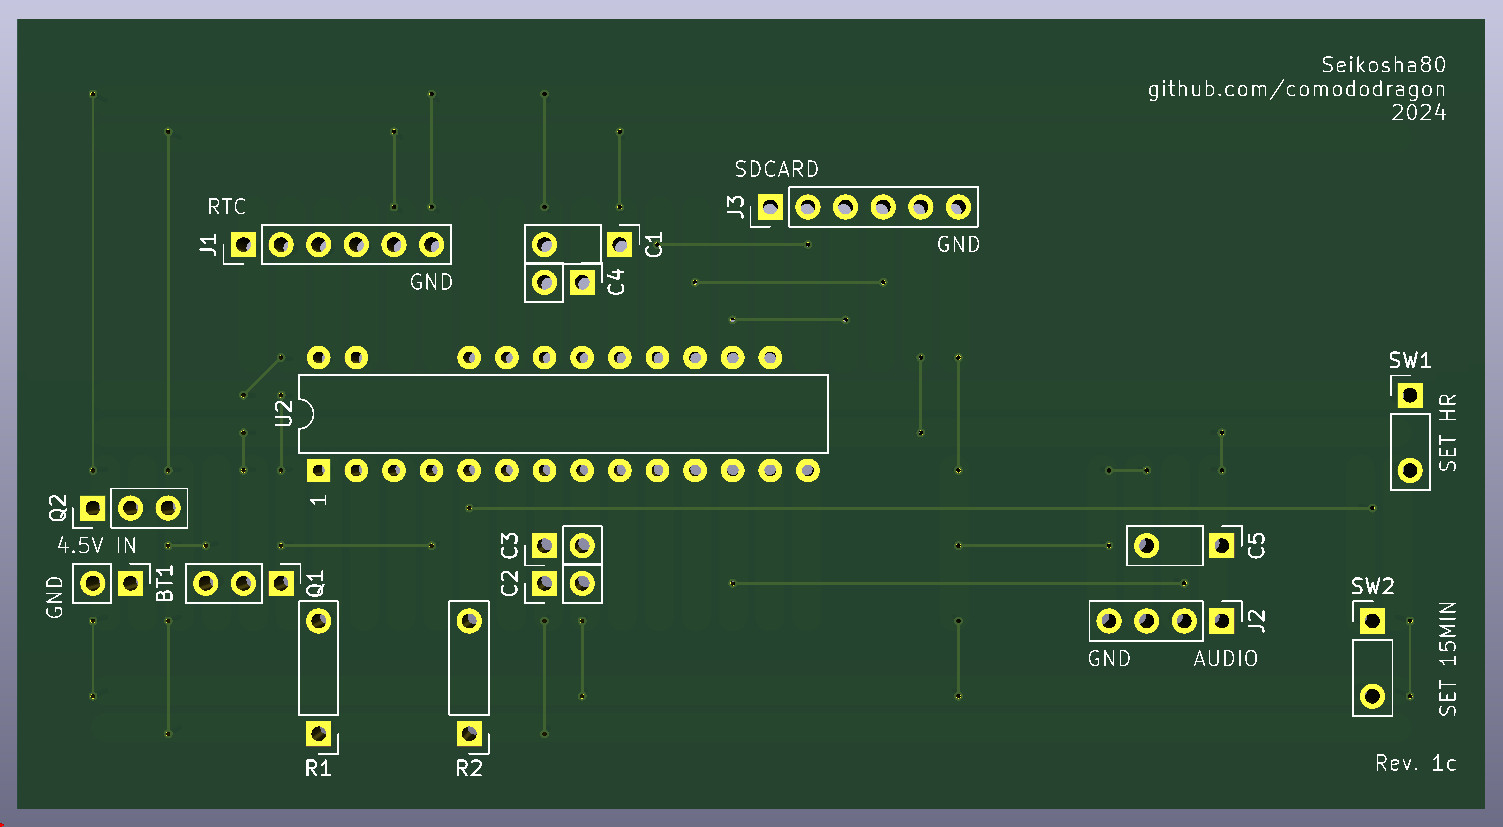 Seikosha80
github.com/comododragon
2024
SDCARD
J3
GND
RTC
J1
GND
C1
C4
U2
1
SW1
SET HR
Q2
4.5V IN
GND
BT1
Q1
C3
C2
C5
J2
GND
AUDIO
SW2
SET 15MIN
R1
R2
Rev. 1c